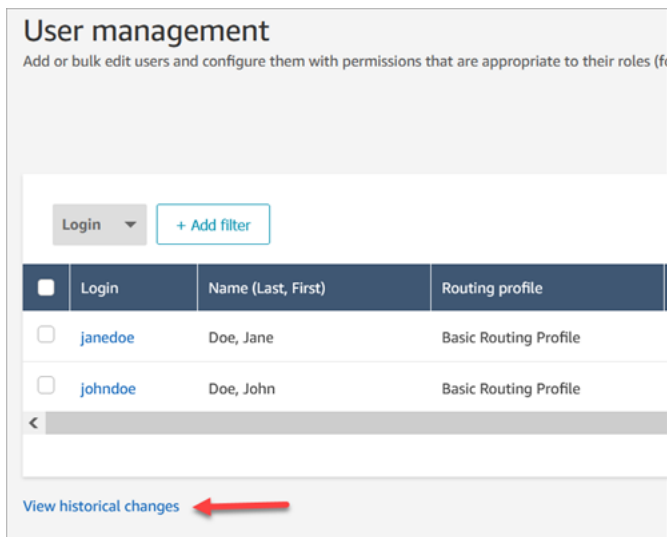 User management
Add or bulk edit users and configure them with permissions that are appropriate to their roles
Login
+ Add filter
Login Name (Last, First) Routing profile
janedoe Doe, Jane Basic Routing Profile
johndoe Doe, John Basic Routing Profile
View historical changes